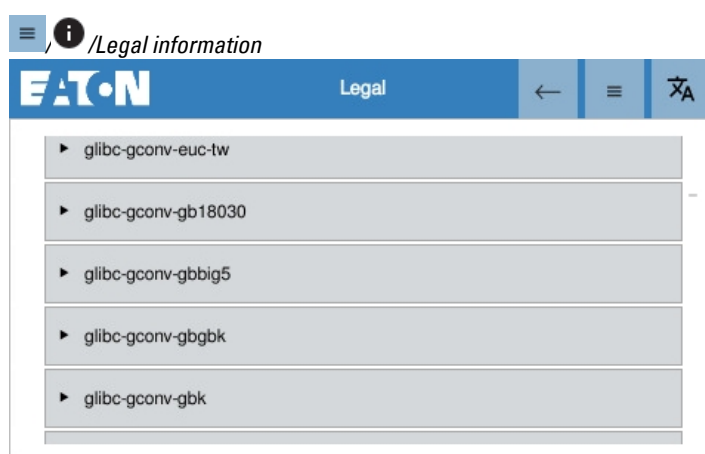 / /Legal information
EATON Legal
glibc-gconv-euc-tw
glibc-gconv-gb18030
glibc-gconv-gbbig5
glibc-gconv-gbgbk
glibc-gconv-gbk